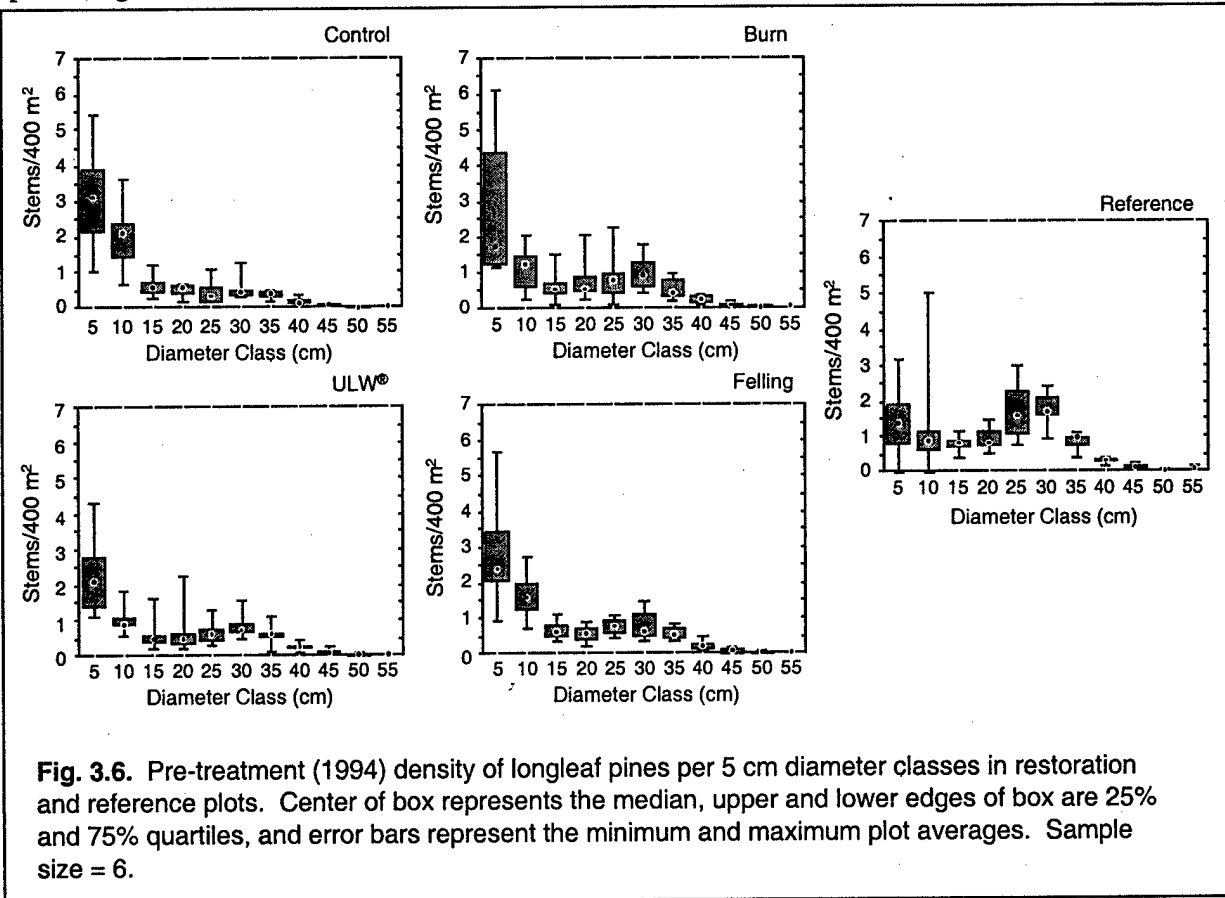 Control
7
6
5
4
3
2
1
0
Stems/400 m²
5 10 15 20 25 30 35 40 45 50 55
Diameter Class (cm)
Burn
7
6
5
4
3
2
1
0
Stems/400 m²
5 10 15 20 25 30 35 40 45 50 55
Diameter Class (cm)
Reference
7
6
5
4
3
2
1
0
Stems/400 m²
5 10 15 20 25 30 35 40 45 50 55
Diameter Class (cm)
ULW®
7
6
5
4
3
2
1
0
Stems/400 m²
5 10 15 20 25 30 35 40 45 50 55
Diameter Class (cm)
Felling
7
6
5
4
3
2
1
0
Stems/400 m²
5 10 15 20 25 30 35 40 45 50 55
Diameter Class (cm)
Fig. 3.6. Pre-treatment (1994) density of longleaf pines per 5 cm diameter classes in restoration
and reference plots. Center of box represents the median, upper and lower edges of box are 25%
and 75% quartiles, and error bars represent the minimum and maximum plot averages. Sample
size = 6.